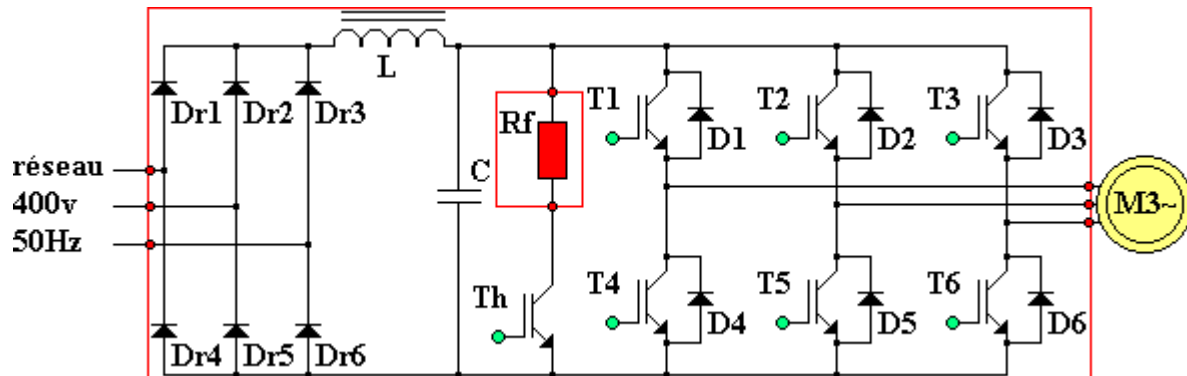 L
Dr1
Dr2
Dr3
Rf
T1
D1
T2
D2
T3
D3
réseau
400v
50Hz
C
M3~
Th
T4
D4
T5
D5
T6
D6
Dr4
Dr5
Dr6